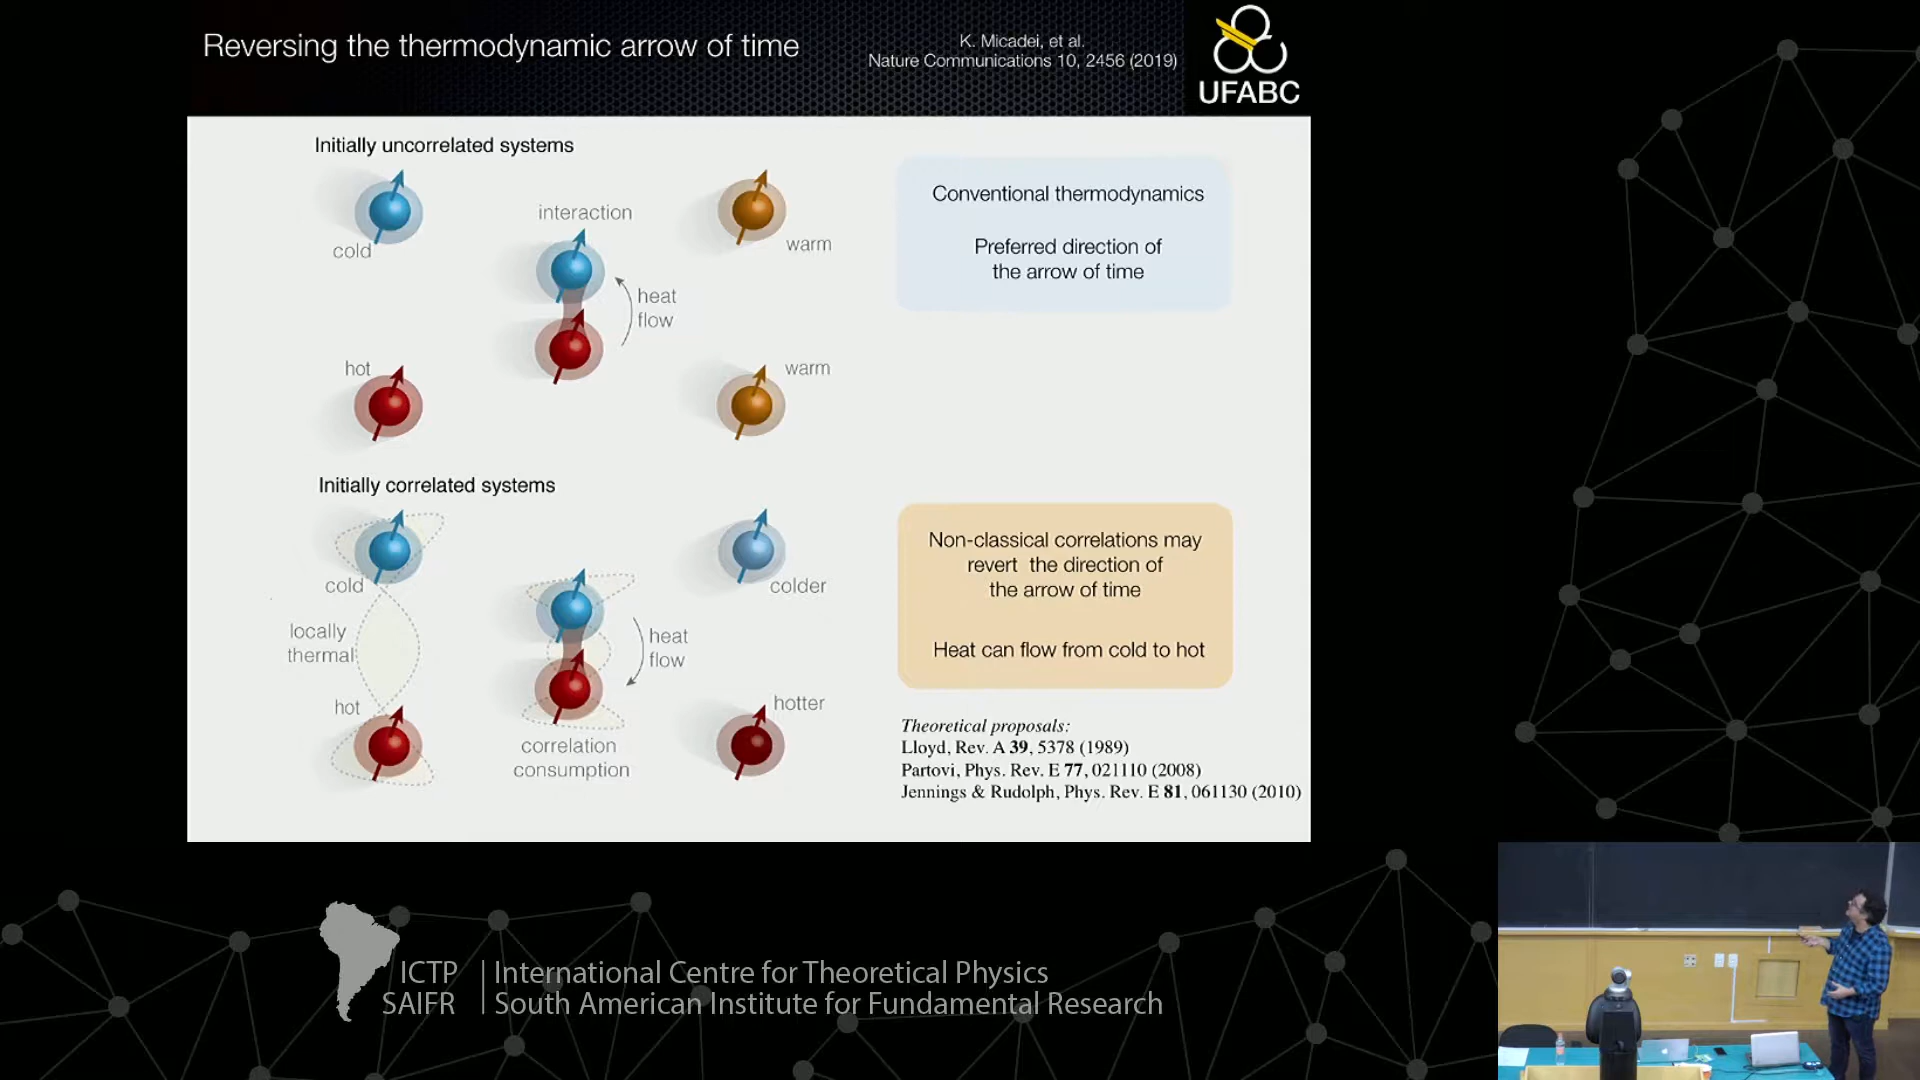 Reversing the thermodynamic arrow of time
K. Micadei, et al.
Nature Communications 10, 2456 (2019)
UFABC
Initially uncorrelated systems
cold
interaction
heat
flow
hot
warm
warm
Conventional thermodynamics
Preferred direction of
the arrow of time
Initially correlated systems
cold
locally
thermal
hot
heat
flow
correlation
consumption
colder
hotter
Non-classical correlations may
revert the direction of
the arrow of time
Heat can flow from cold to hot
Theoretical proposals:
Lloyd, Rev. A 39, 5378 (1989)
Partovi, Phys. Rev. E 77, 021110 (2008)
Jennings & Rudolph, Phys. Rev. E 81, 061130 (2010)
ICTP
SAIFR
International Centre for Theoretical Physics
South American Institute for Fundamental Research